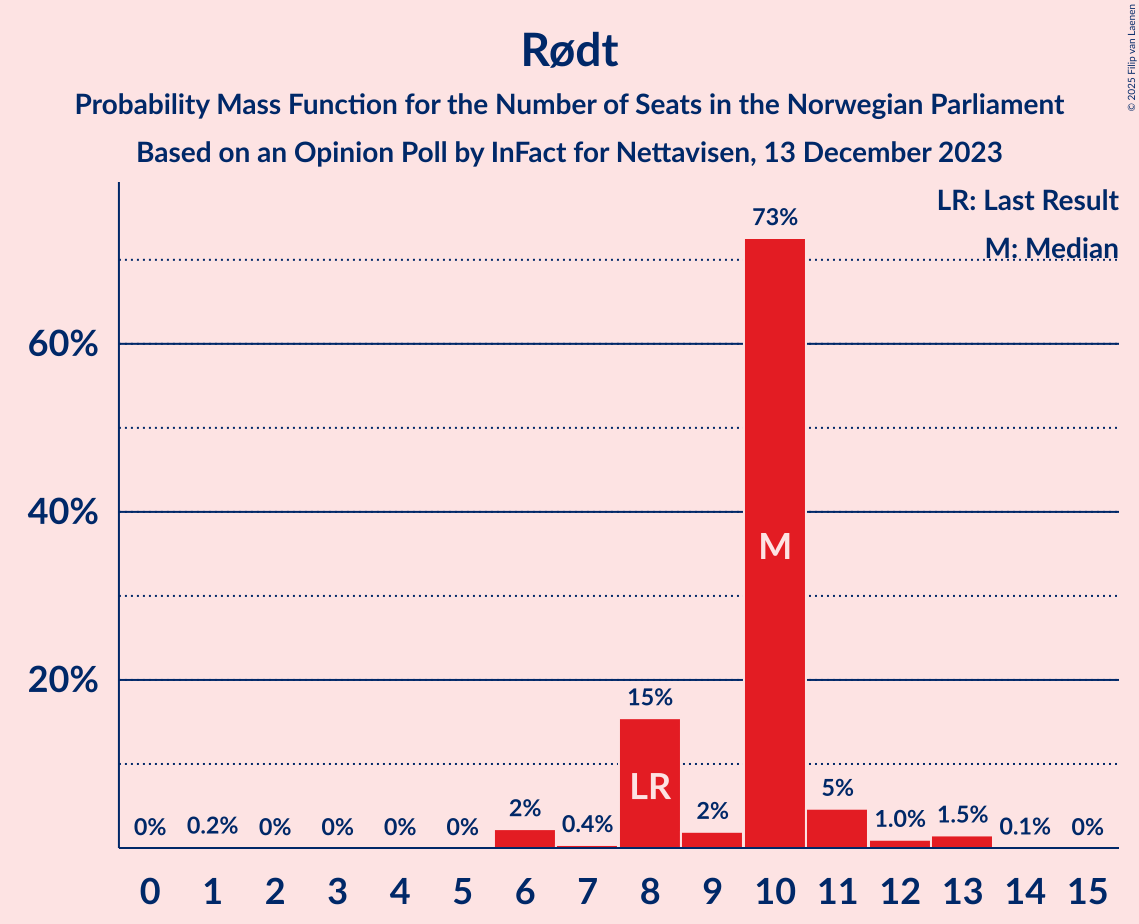 © 2025 Filip van Laenen
Rødt
Probability Mass Function for the Number of Seats in the Norwegian Parliament
Based on an Opinion Poll by InFact for Nettavisen, 13 December 2023
LR: Last Result
M: Median
60%
40%
20%
0% 0.2% 0% 0% 0% 0% 2% 0.4% 15% 2% 73% 5% 1.0% 1.5% 0.1% 0%
LR
M
0 1 2 3 4 5 6 7 8 9 10 11 12 13 14 15